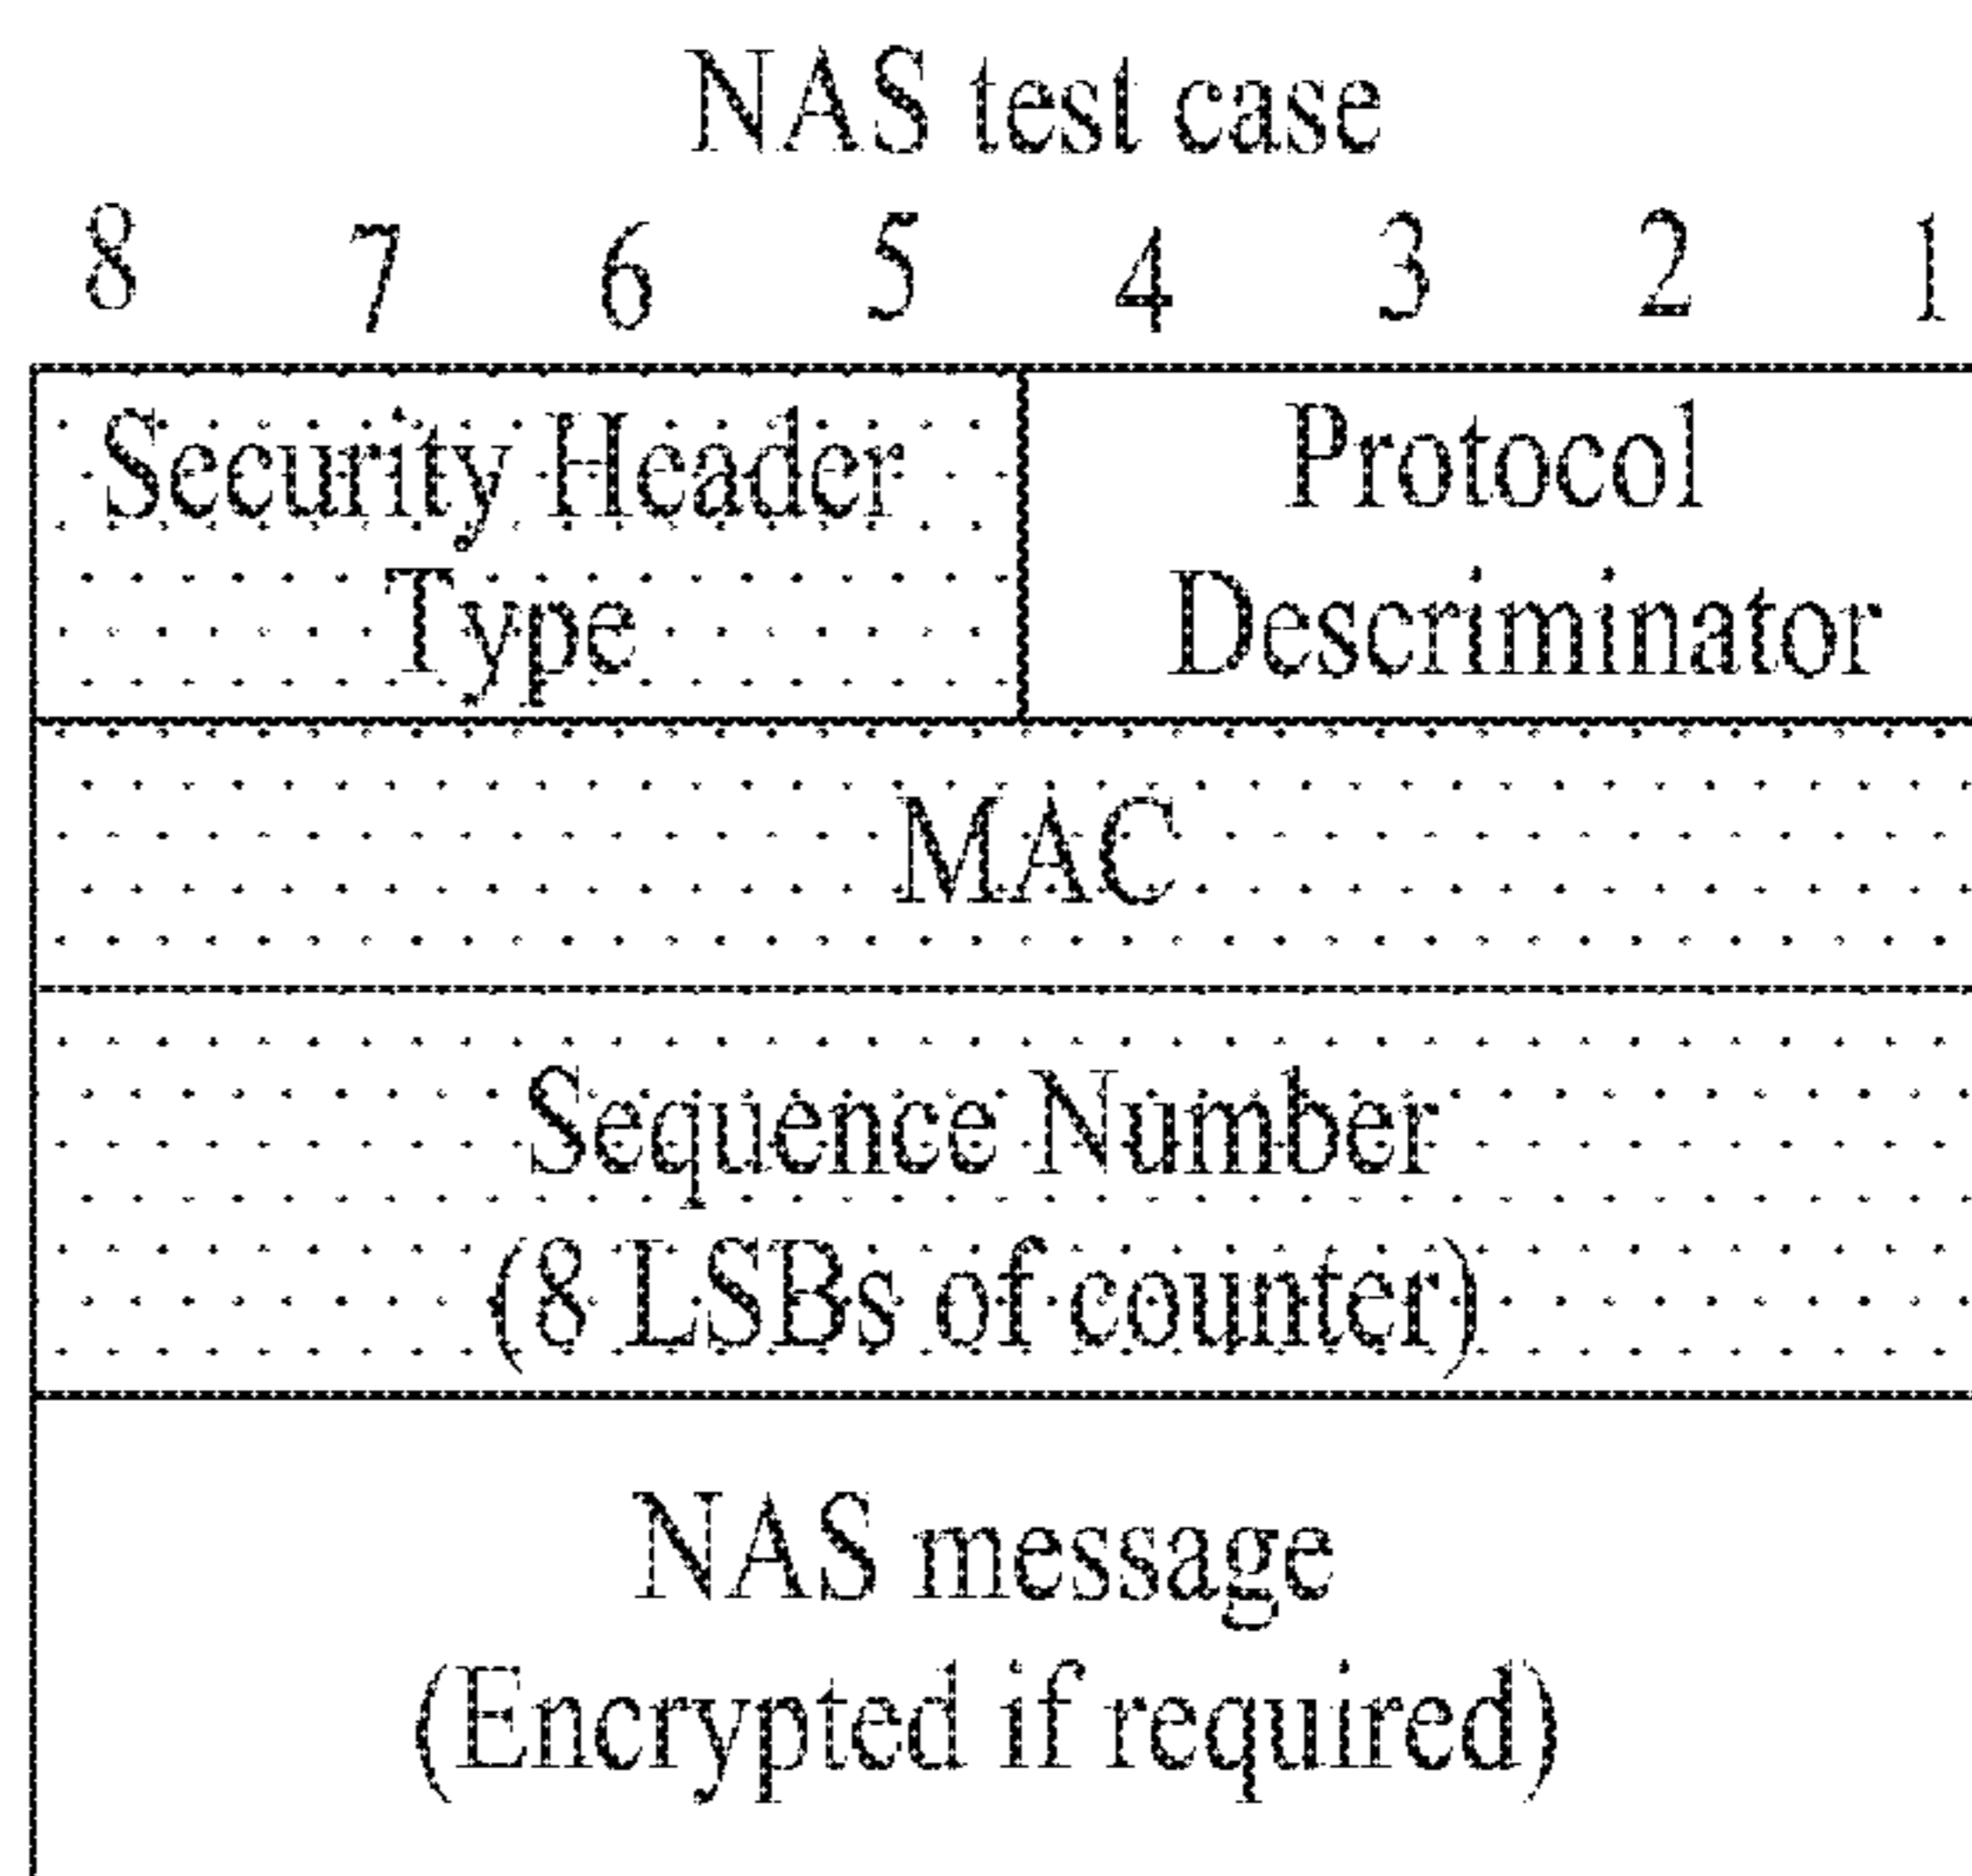 NAS test case
8 7 6 5 4 3 2 1
Security Header
Type
Protocol
Descriminator
MAC
Sequence Number
(8 LSBs of counter)
NAS message
(Encrypted if required)